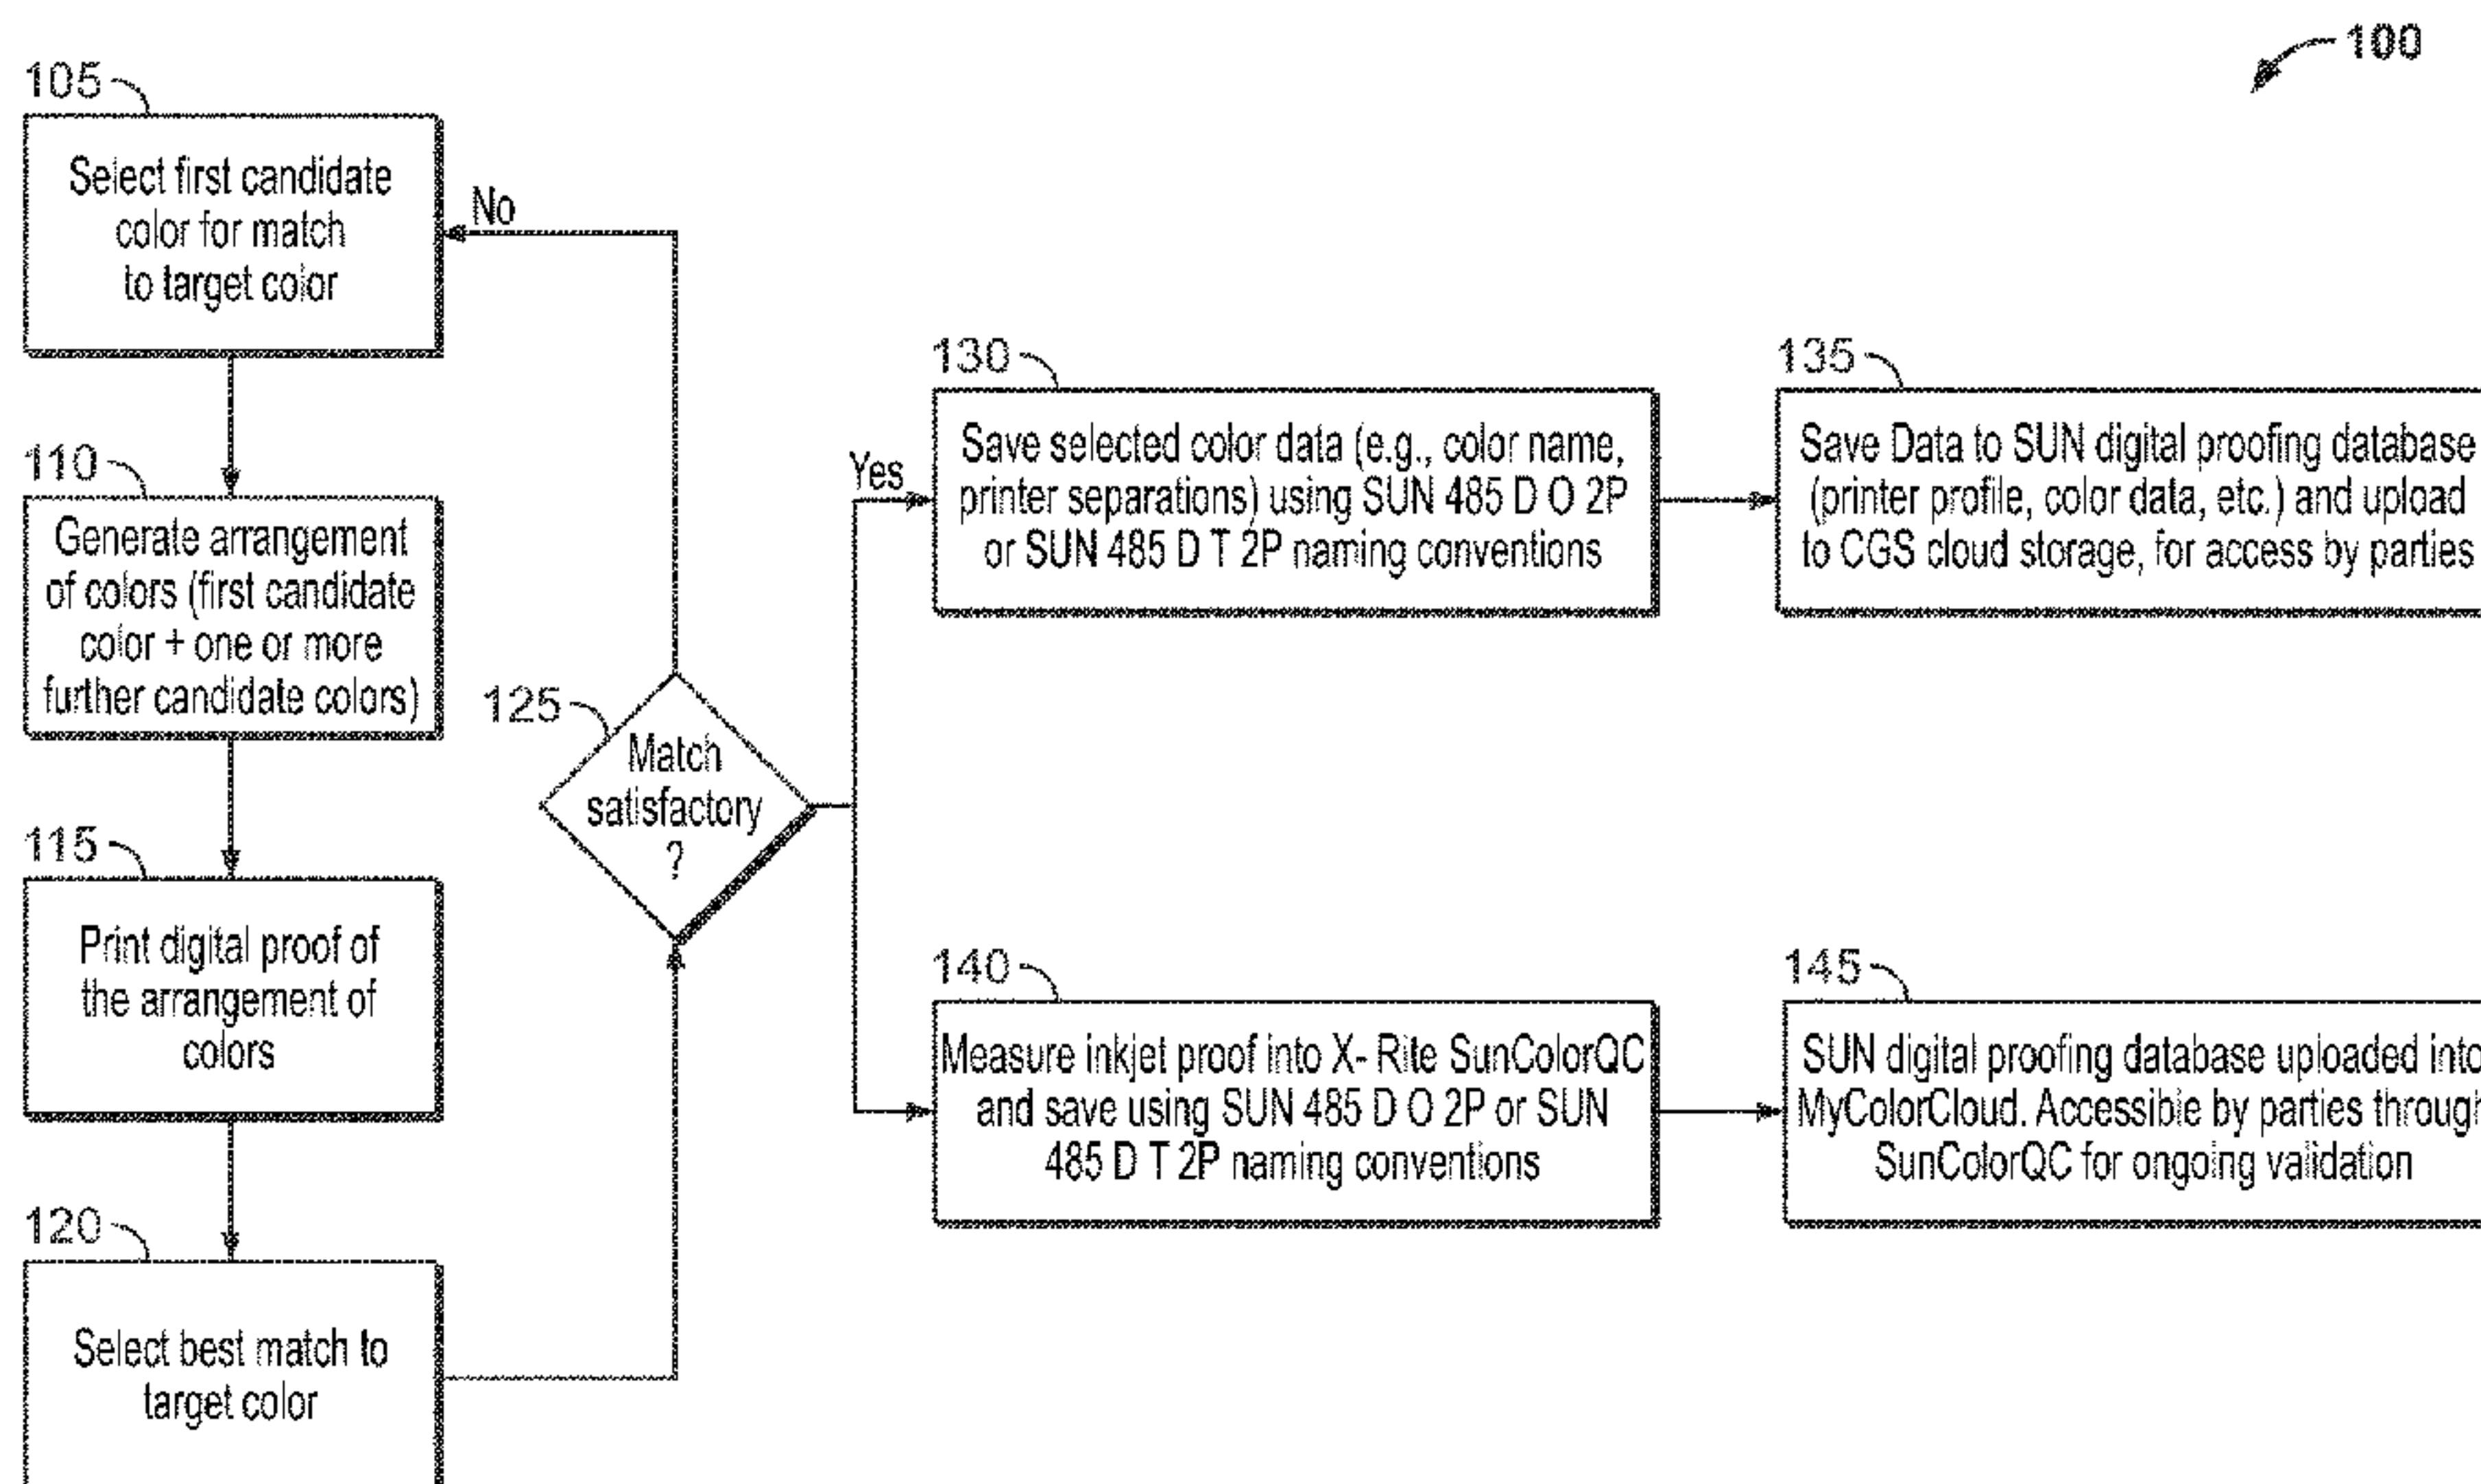 100
105
Select first candidate
color for match
to target color
No
110
Generate arrangement
of colors (first candidate
color + one or more
further candidate colors)
115
Print digital proof of
the arrangement of
colors
120
Select best match to
target color
125
Match
satisfactory
?
Yes
130
Save selected color data (e.g., color name,
printer separations) using SUN 485 D O 2P
or SUN 485 D T 2P naming conventions
135
Save Data to SUN digital proofing database
(printer profile, color data, etc.) and upload
to CGS cloud storage, for access by parties
140
Measure inkjet proof into X- Rite SunColorQC
and save using SUN 485 D O 2P or SUN
485 D T 2P naming conventions
145
SUN digital proofing database uploaded into
MyColorCloud. Accessible by parties through
SunColorQC for ongoing validation